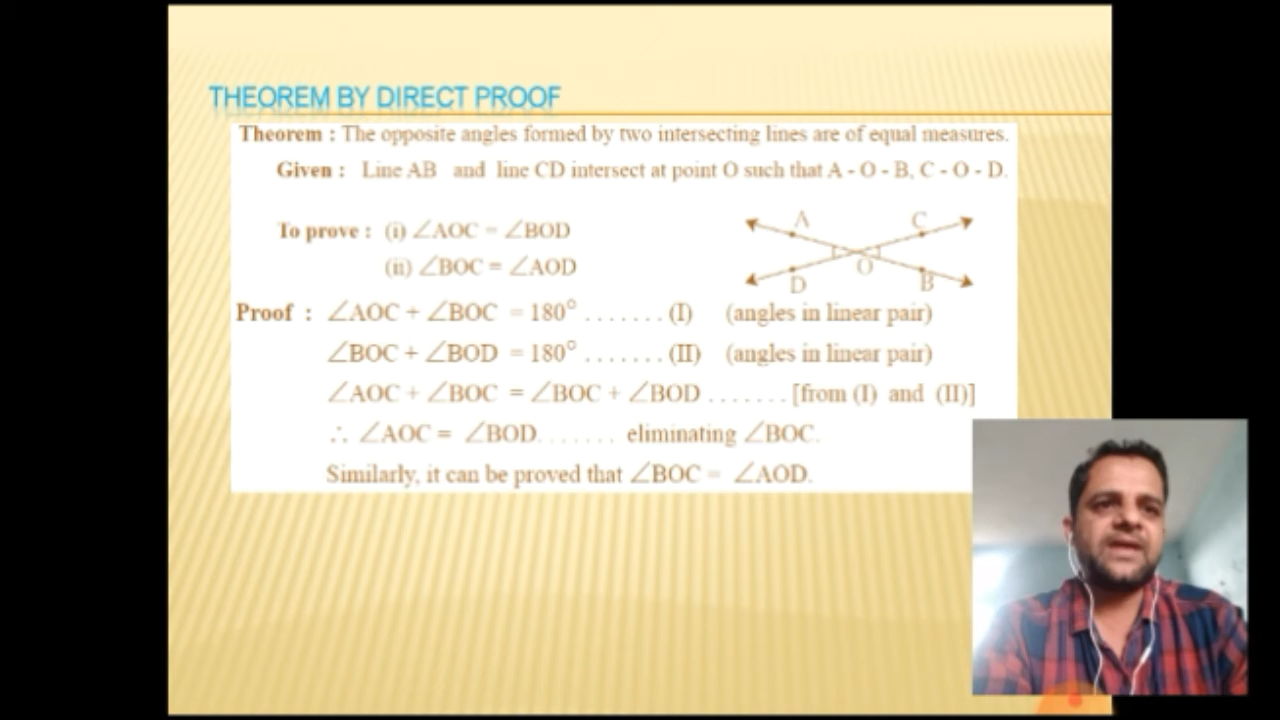 THEOREM BY DIRECT PROOF
Theorem : The opposite angles formed by two intersecting lines are of equal measures.
Given : Line AB and line CD intersect at point O such that A - O - B, C - O - D.
To prove : (i) ∠AOC = ∠BOD
(ii) ∠BOC = ∠AOD
A C
O
D B
Proof : ∠AOC + ∠BOC = 180° . . . . . . . (I) (angles in linear pair)
∠BOC + ∠BOD = 180° . . . . . . . (II) (angles in linear pair)
∠AOC + ∠BOC = ∠BOC + ∠BOD . . . . . . . [from (I) and (II)]
∴ ∠AOC = ∠BOD. . . . . . . eliminating ∠BOC.
Similarly, it can be proved that ∠BOC = ∠AOD.